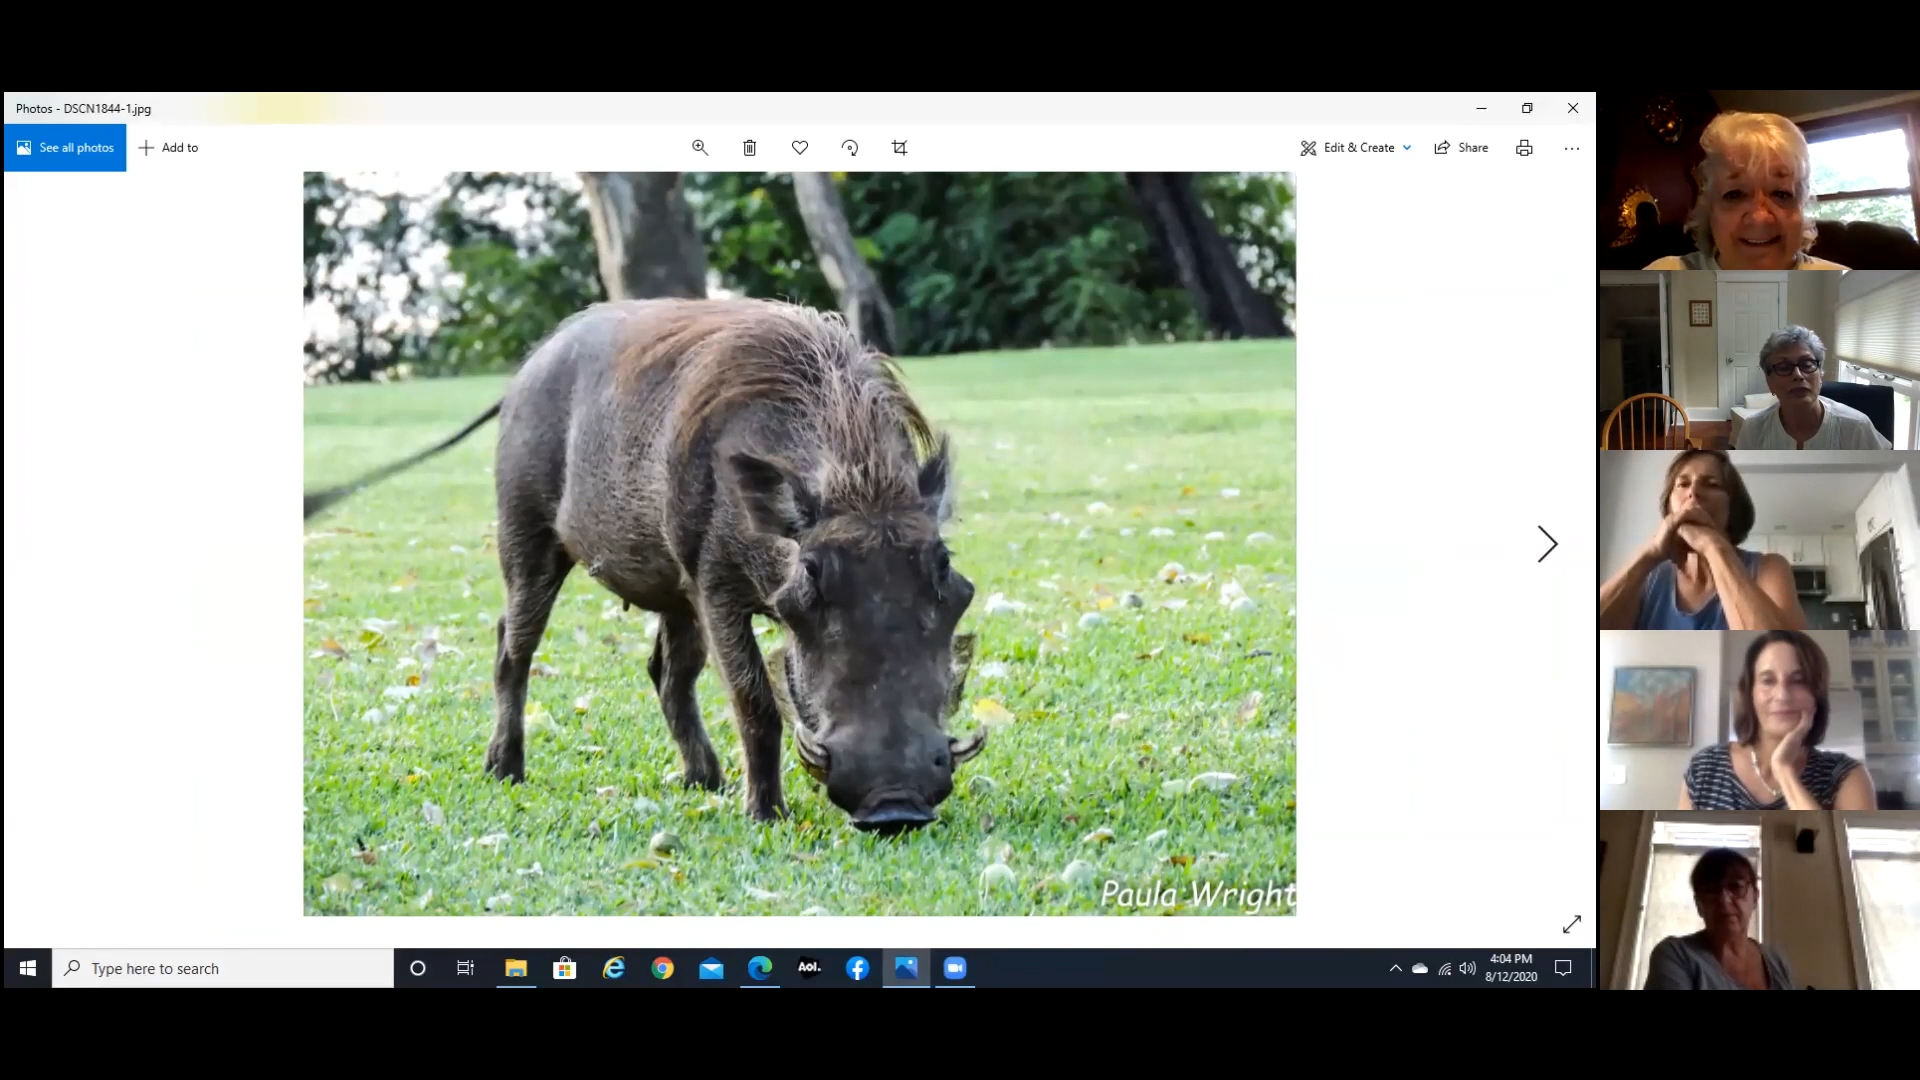 Photos - DSCN1844-1.jpg
See all photos
Add to
Edit & Create
Share
Paula Wright
Type here to search
Aol.
4:04 PM
8/12/2020